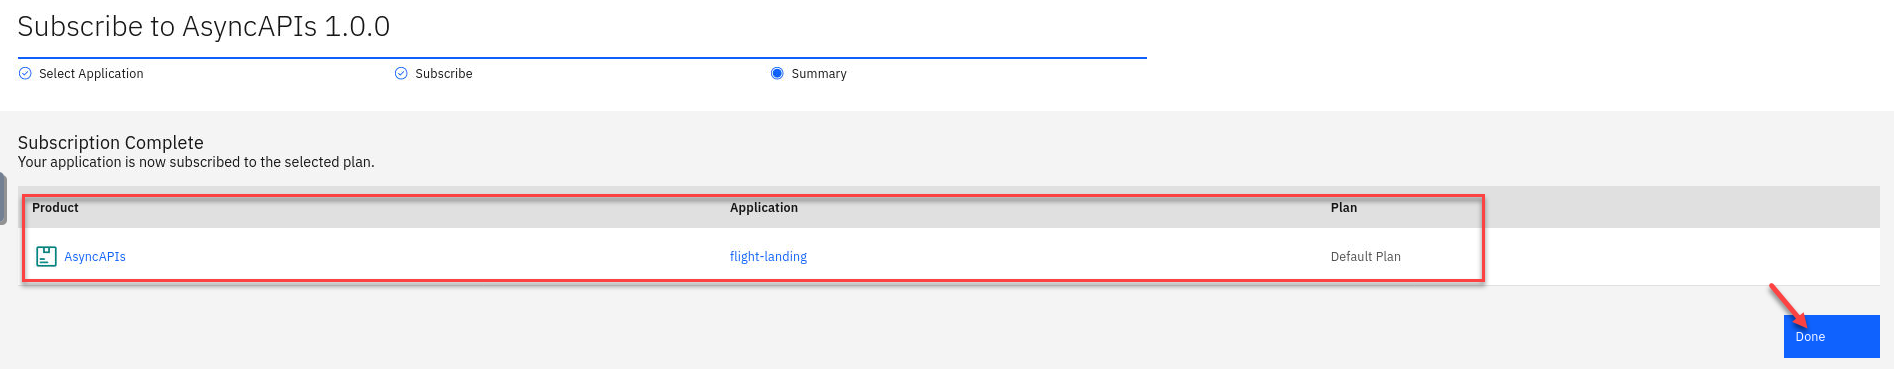 Subscribe to AsyncAPIs 1.0.0
Select Application Subscribe Summary
Subscription Complete
Your application is now subscribed to the selected plan.
Product Application Plan
AsyncAPIs flight-landing Default Plan
Done